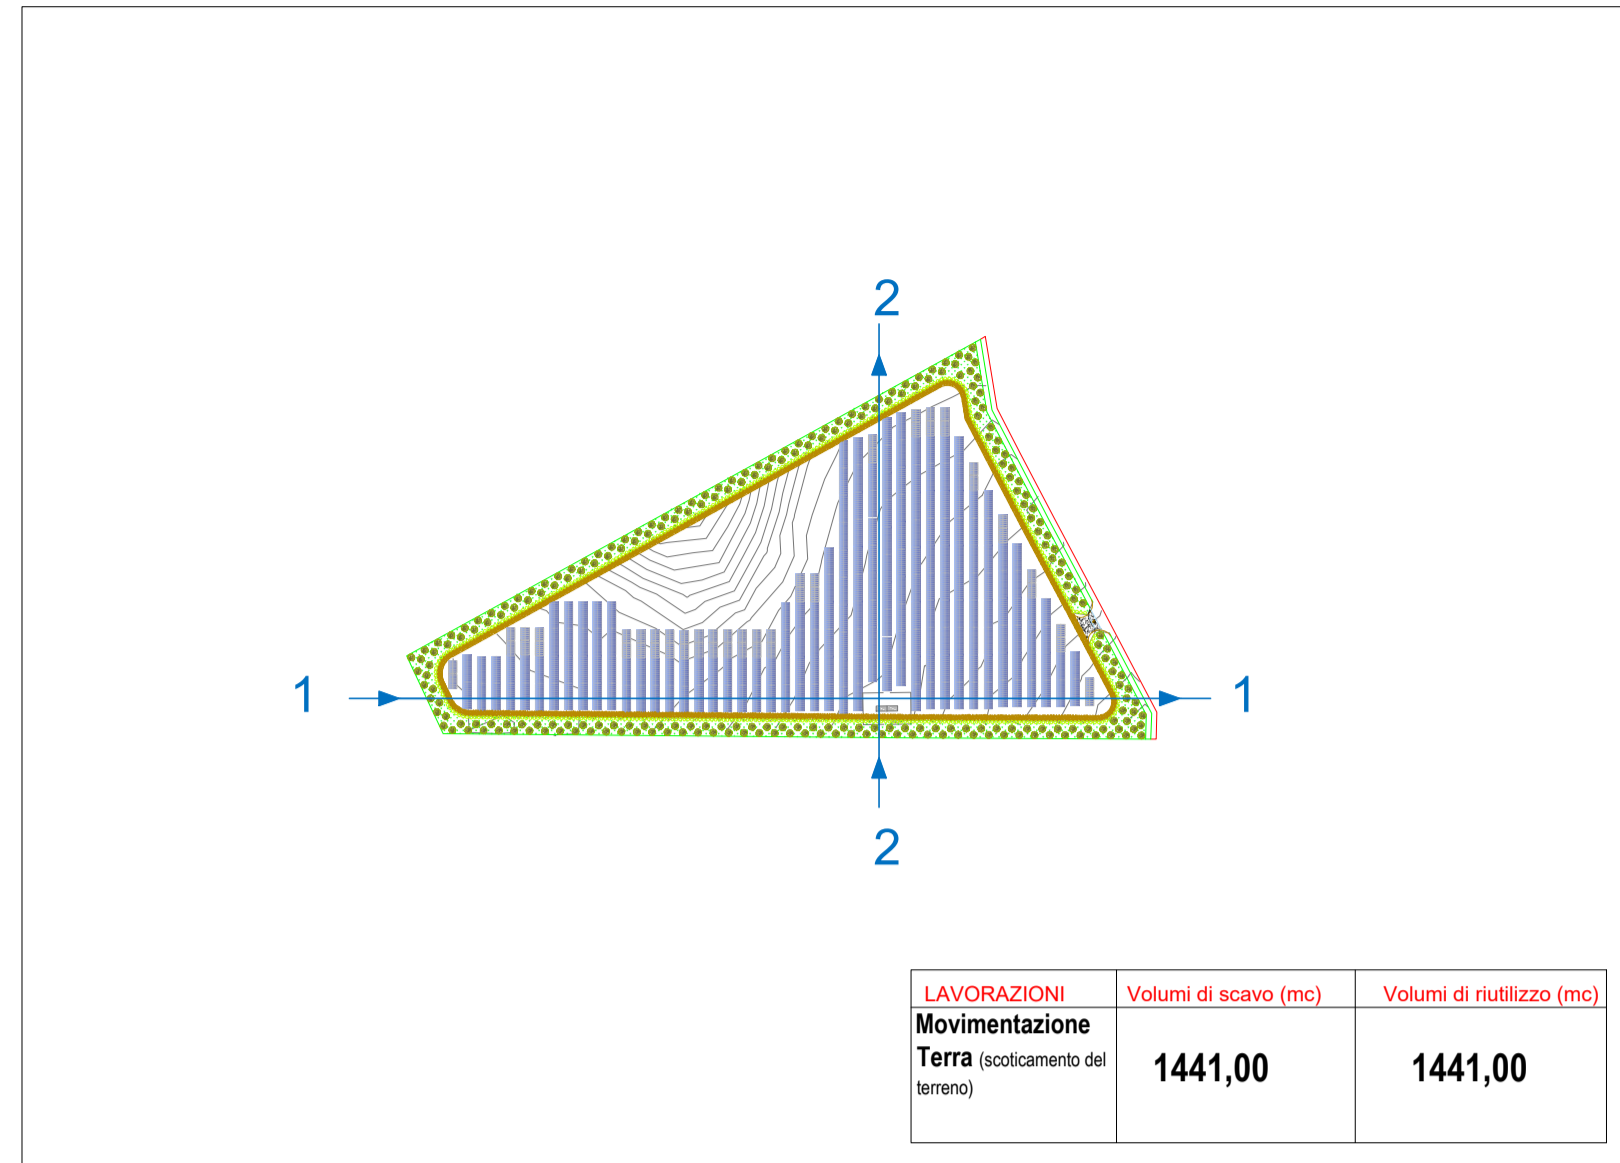 2
1
1
2
LAVORAZIONI
Volumi di scavo (mc)
Volumi di riutilizzo (mc)
Movimentazione
Terra (scoticamento del
terreno)
1441,00
1441,00